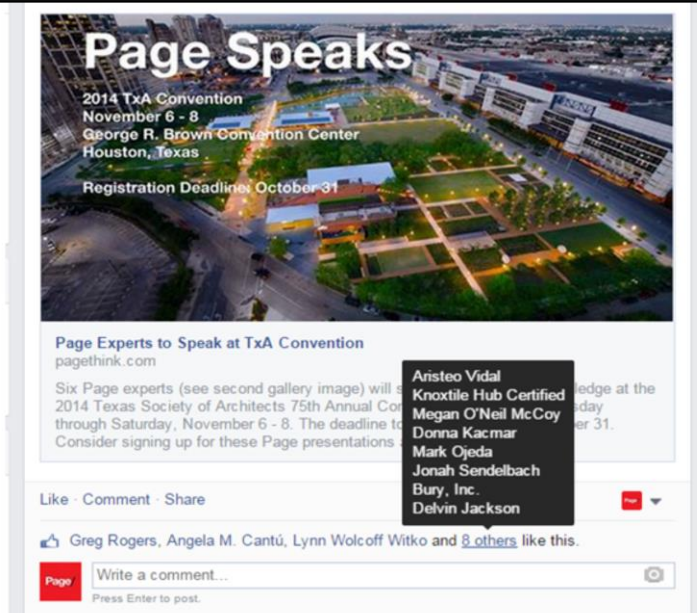 Page Speaks
2014 TxA Convention
November 6 - 8
George R. Brown Convention Center
Houston, Texas
Registration Deadline: October 31
Page Experts to Speak at TxA Convention
pagethink.com
Six Page experts (see second gallery image) will s ledge at the
2014 Texas Society of Architects 75th Annual Con sday
through Saturday, November 6 - 8. The deadline to er 31.
Consider signing up for these Page presentations
Aristeo Vidal
Knoxtile Hub Certified
Megan O'Neil McCoy
Donna Kacmar
Mark Ojeda
Jonah Sendelbach
Bury, Inc.
Delvin Jackson
Like · Comment · Share
Page
Greg Rogers, Angela M. Cantú, Lynn Wolcoff Witko and 8 others like this.
Page/
Write a comment...
Press Enter to post.